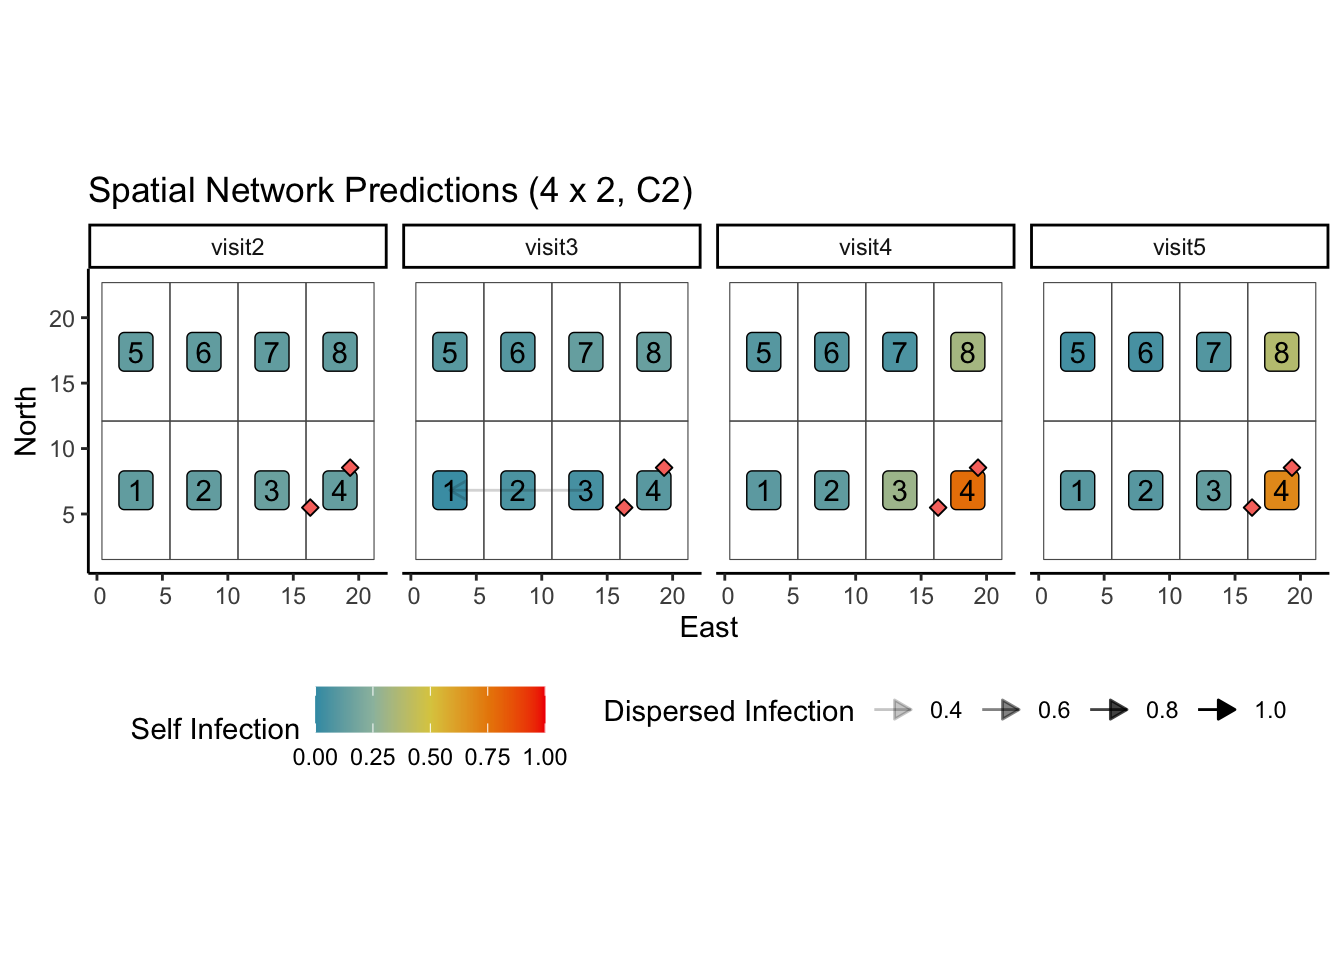 Spatial Network Predictions (4 x 2, C2)
visit2 visit3 visit4 visit5
20 5 6 7 8 5 6 7 8 5 6 7 8 5 6 7 8
15
10
1 2 3 4 1 2 3 4 1 2 3 4 1 2 3 4
5
0 5 10 15 20 0 5 10 15 20 0 5 10 15 20 0 5 10 15 20
North
East
Self Infection
0.00 0.25 0.50 0.75 1.00
Dispersed Infection 0.4 0.6 0.8 1.0